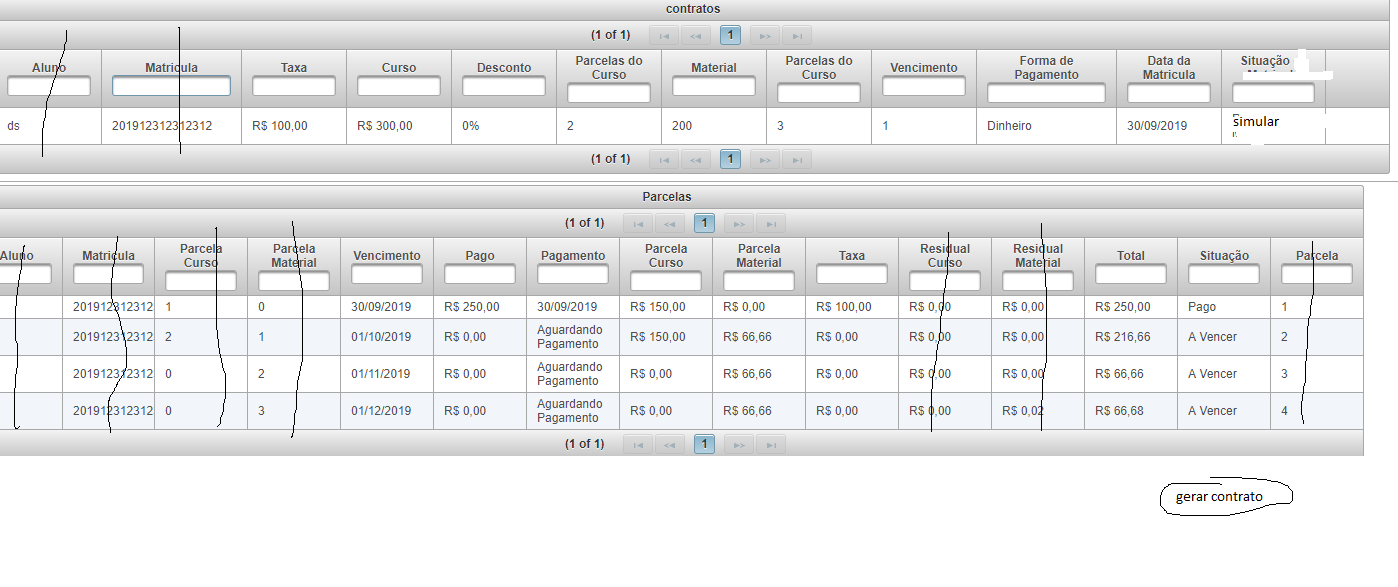 contratos
(1 of 1) 1
Aluno Matricula Taxa Curso Desconto Parcelas do Curso Material Parcelas do Curso Vencimento Forma de Pagamento Data da Matricula Situação
ds 201912312312312 R$ 100,00 R$ 300,00 0% 2 200 3 1 Dinheiro 30/09/2019 simular
(1 of 1) 1
Parcelas
(1 of 1) 1
Aluno Matricula Parcela Curso Parcela Material Vencimento Pago Pagamento Parcela Curso Parcela Material Taxa Residual Curso Residual Material Total Situação Parcela
201912312312 1 0 30/09/2019 R$ 250,00 30/09/2019 R$ 150,00 R$ 0,00 R$ 100,00 R$ 0,00 R$ 0,00 R$ 250,00 Pago 1
201912312312 2 1 01/10/2019 R$ 0,00 Aguardando Pagamento R$ 150,00 R$ 66,66 R$ 0,00 R$ 0,00 R$ 0,00 R$ 216,66 A Vencer 2
201912312312 0 2 01/11/2019 R$ 0,00 Aguardando Pagamento R$ 0,00 R$ 66,66 R$ 0,00 R$ 0,00 R$ 0,00 R$ 66,66 A Vencer 3
201912312312 0 3 01/12/2019 R$ 0,00 Aguardando Pagamento R$ 0,00 R$ 66,66 R$ 0,00 R$ 0,00 R$ 0,02 R$ 66,68 A Vencer 4
(1 of 1) 1
gerar contrato